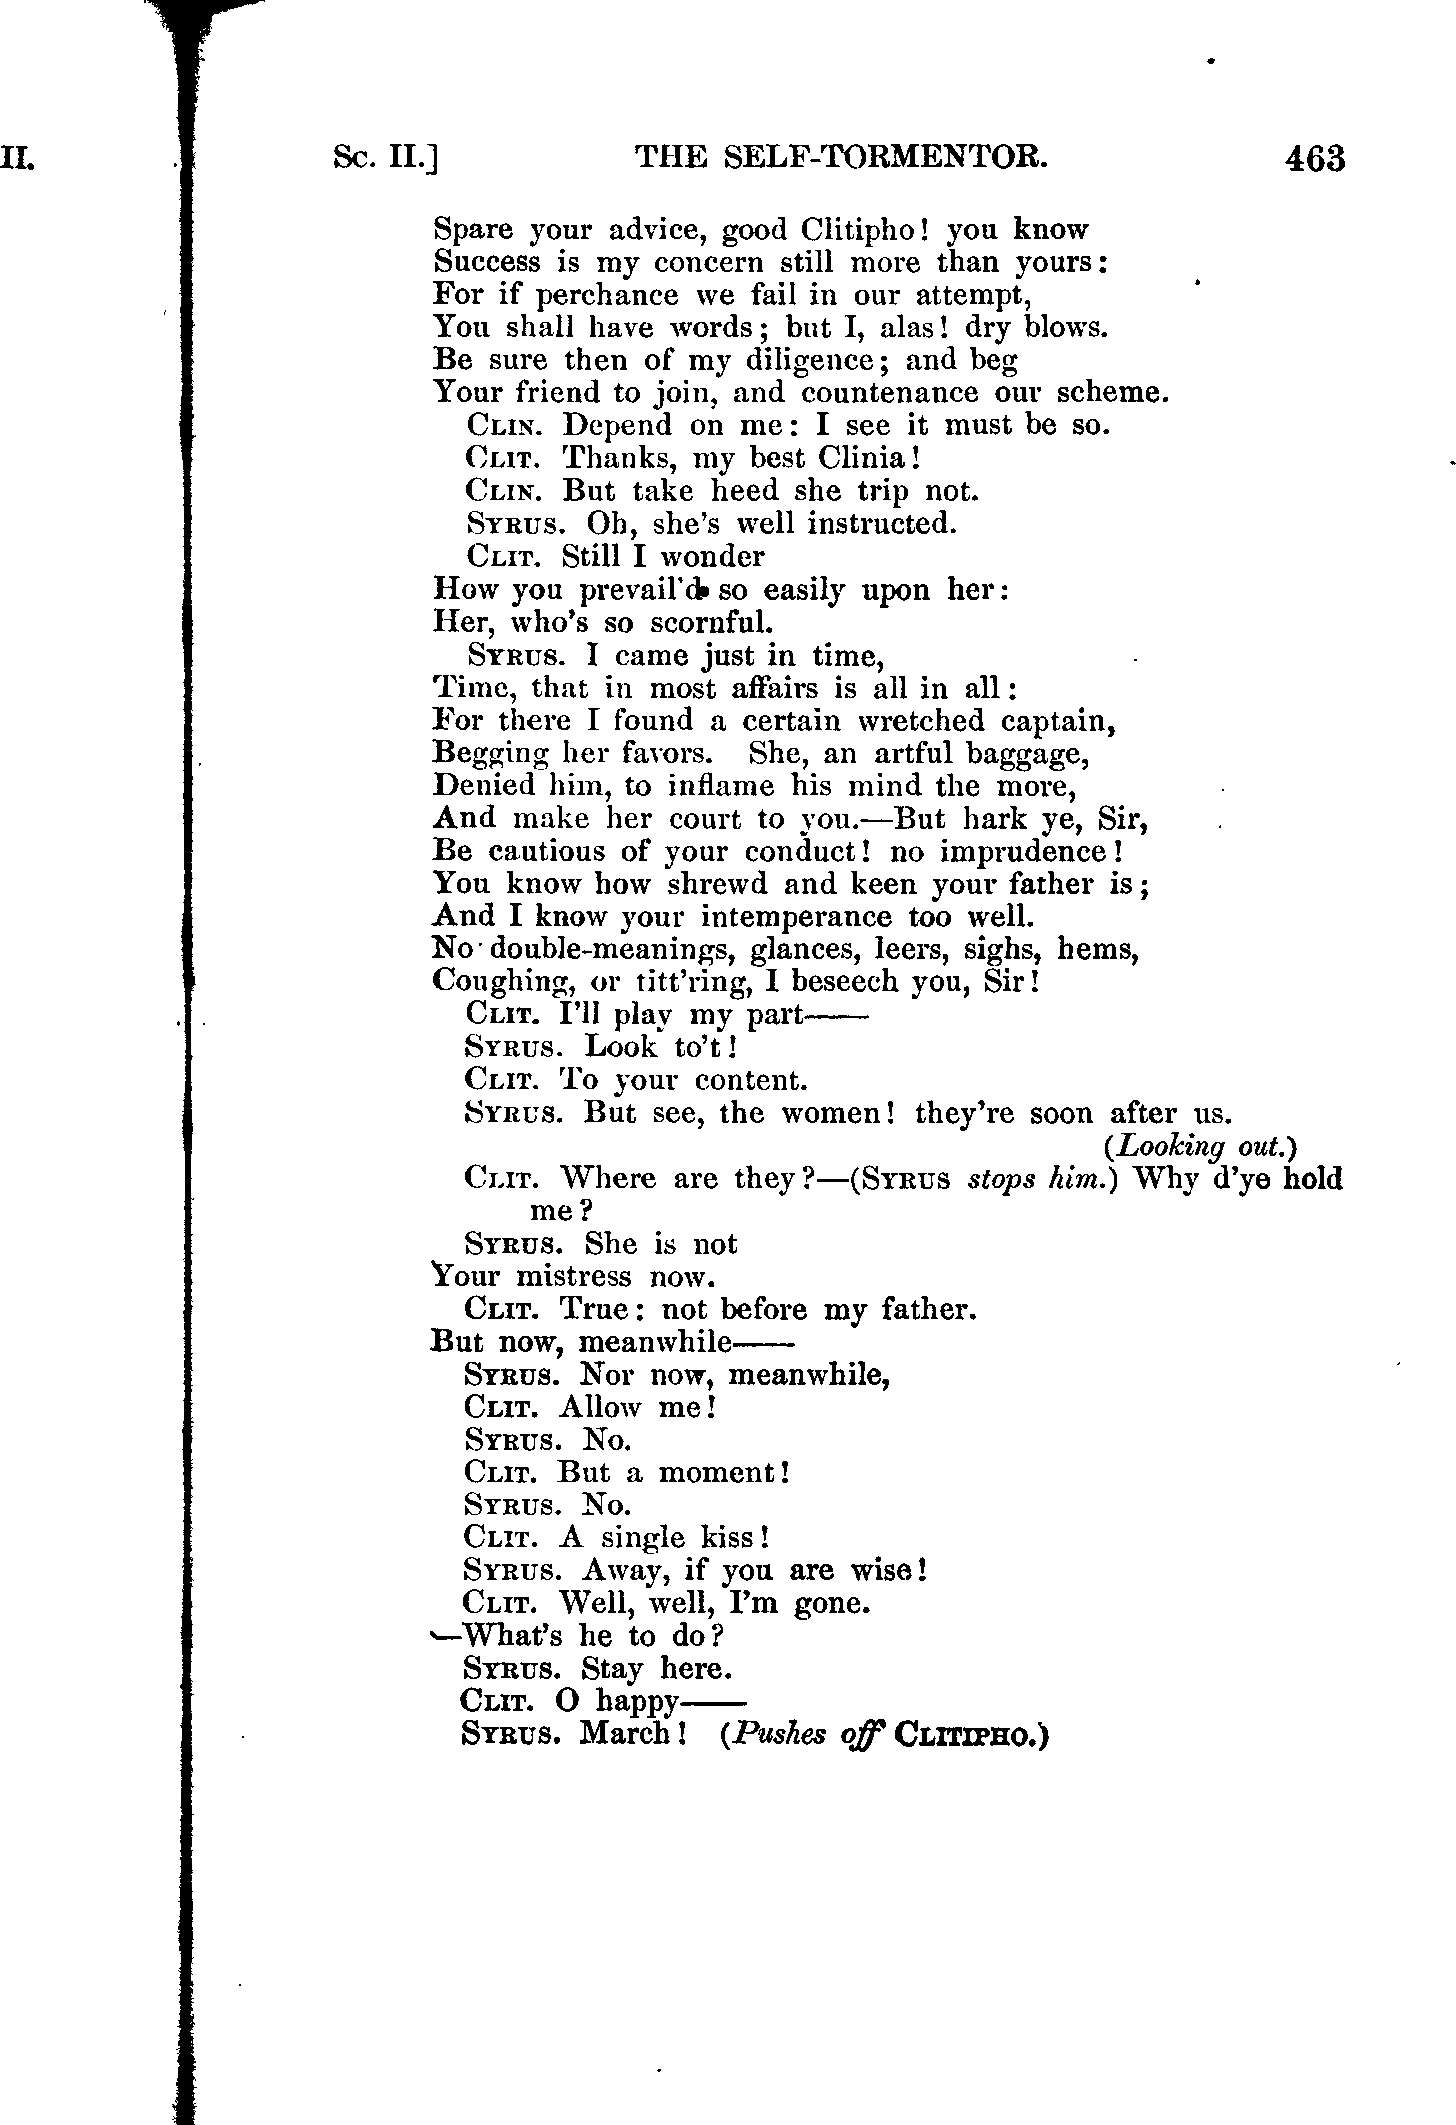 II.
Sc. II.] THE SELF-TORMENTOR. 463
Spare your advice, good Clitipho! you know
Success is my concern still more than yours:
For if perchance we fail in our attempt,
You shall have words; but I, alas! dry blows.
Be sure then of my diligence; and beg
Your friend to join, and countenance our scheme.
CLIN. Depend on me: I see it must be so.
CLIT. Thanks, my best Clinia!
CLIN. But take heed she trip not.
SYRUS. Oh, she's well instructed.
CLIT. Still I wonder
How you prevail'd so easily upon her:
Her, who's so scornful.
SYRUS. I came just in time,
Time, that in most affairs is all in all:
For there I found a certain wretched captain,
Begging her favors. She, an artful baggage,
Denied him, to inflame his mind the more,
And make her court to you.—But hark ye, Sir,
Be cautious of your conduct! no imprudence!
You know how shrewd and keen your father is;
And I know your intemperance too well.
No double-meanings, glances, leers, sighs, hems,
Coughing, or titt'ring, I beseech you, Sir!
CLIT. I'll play my part——
SYRUS. Look to't!
CLIT. To your content.
SYRUS. But see, the women! they're soon after us.
(Looking out.)
CLIT. Where are they?—(SYRUS stops him.) Why d'ye hold
me?
SYRUS. She is not
Your mistress now.
CLIT. True: not before my father.
But now, meanwhile——
SYRUS. Nor now, meanwhile,
CLIT. Allow me!
SYRUS. No.
CLIT. But a moment!
SYRUS. No.
CLIT. A single kiss!
SYRUS. Away, if you are wise!
CLIT. Well, well, I'm gone.
—What's he to do?
SYRUS. Stay here.
CLIT. O happy——
SYRUS. March! (Pushes off CLITIPHO.)